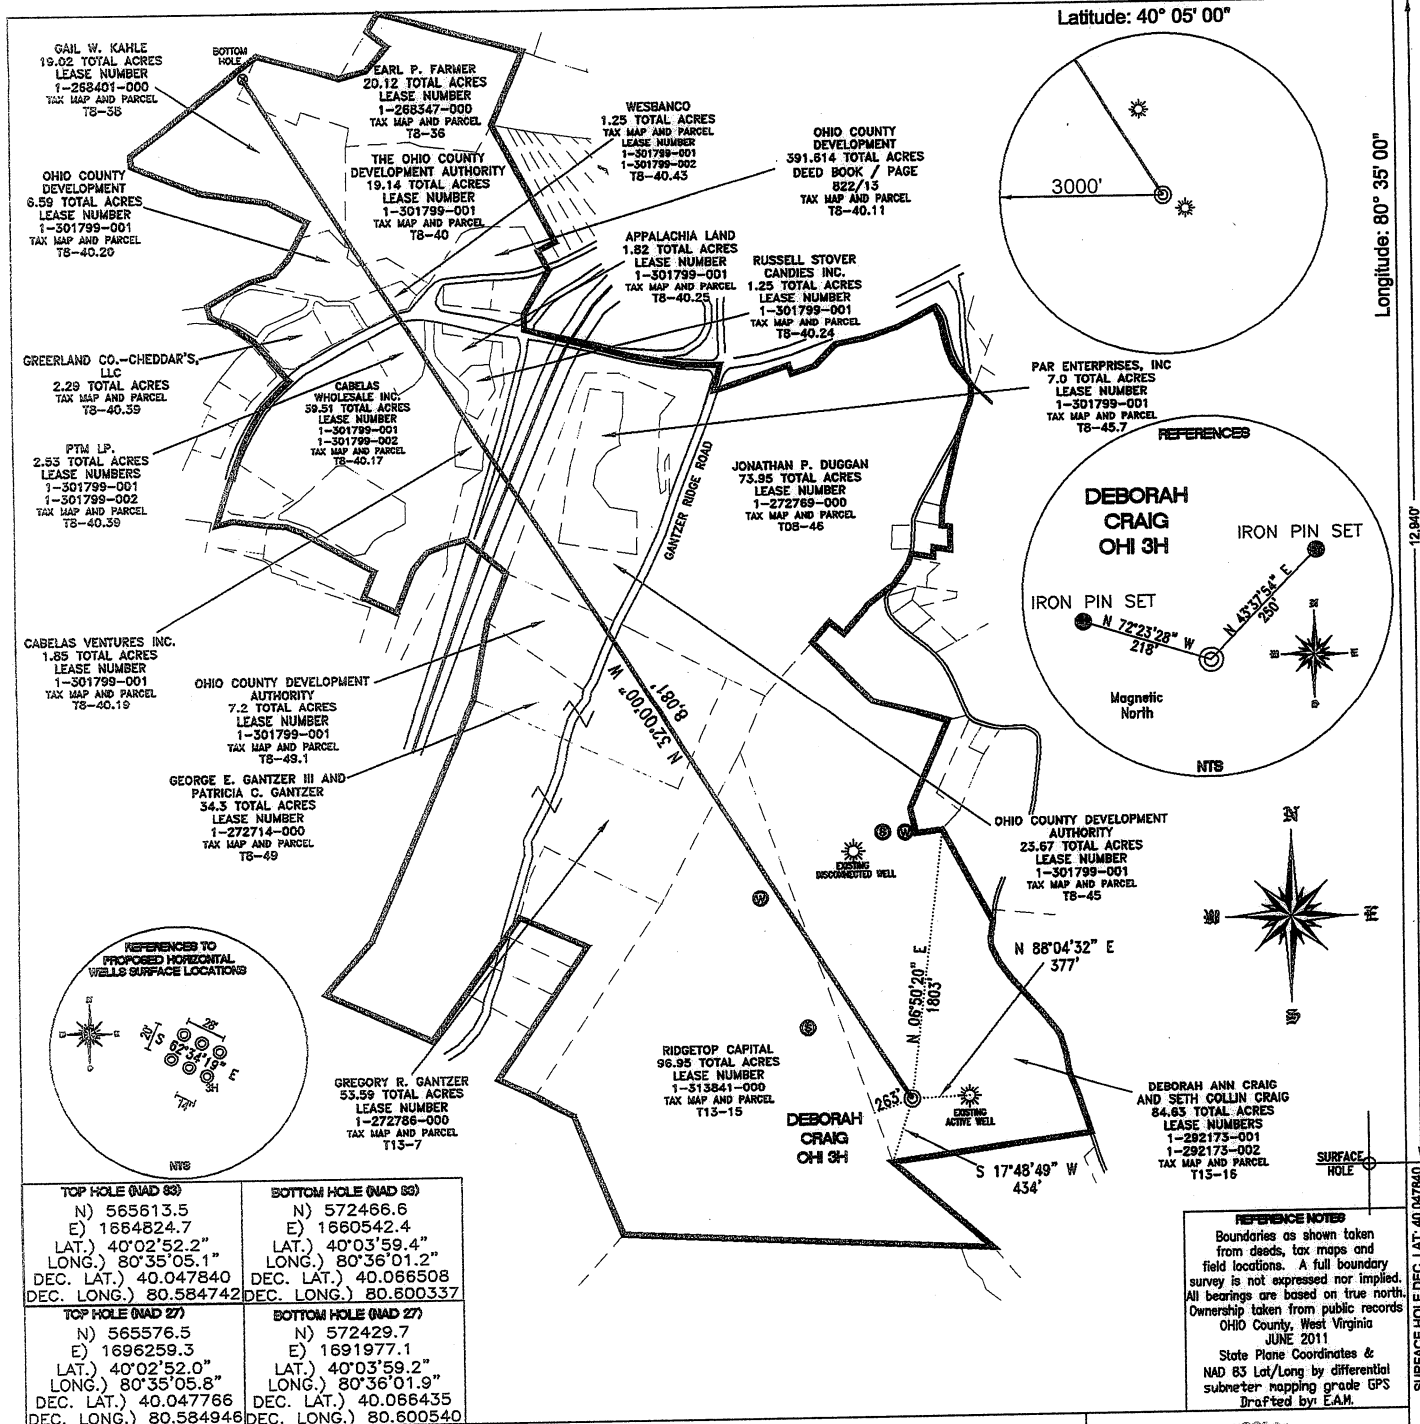 Latitude: 40° 05' 00"
Longitude: 80° 35' 00"
12,940'
GAIL W. KAHLE
19.02 TOTAL ACRES
LEASE NUMBER
1-268401-000
TAX MAP AND PARCEL
T8-38
BOTTOM
HOLE
EARL P. FARMER
20.12 TOTAL ACRES
LEASE NUMBER
1-268347-000
TAX MAP AND PARCEL
T8-36
THE OHIO COUNTY
DEVELOPMENT AUTHORITY
19.14 TOTAL ACRES
LEASE NUMBER
1-301799-001
TAX MAP AND PARCEL
T8-40
WESBANCO
1.25 TOTAL ACRES
TAX MAP AND PARCEL
LEASE NUMBER
1-301799-001
1-301799-002
T8-40.43
OHIO COUNTY
DEVELOPMENT
391.614 TOTAL ACRES
DEED BOOK / PAGE
822/13
TAX MAP AND PARCEL
T8-40.11
3000'
OHIO COUNTY
DEVELOPMENT
6.59 TOTAL ACRES
LEASE NUMBER
1-301799-001
TAX MAP AND PARCEL
T8-40.20
APPALACHIA LAND
1.82 TOTAL ACRES
LEASE NUMBER
1-301799-001
TAX MAP AND PARCEL
T8-40.25
RUSSELL STOVER
CANDIES INC.
1.25 TOTAL ACRES
LEASE NUMBER
1-301799-001
TAX MAP AND PARCEL
T8-40.24
GREERLAND CO.-CHEDDAR'S,
LLC
2.29 TOTAL ACRES
TAX MAP AND PARCEL
T8-40.39
CABELAS
WHOLESALE INC.
39.51 TOTAL ACRES
LEASE NUMBER
1-301799-001
1-301799-002
TAX MAP AND PARCEL
T8-40.17
PAR ENTERPRISES, INC
7.0 TOTAL ACRES
LEASE NUMBER
1-301799-001
TAX MAP AND PARCEL
T8-45.7
PTM LP.
2.53 TOTAL ACRES
LEASE NUMBERS
1-301799-001
1-301799-002
TAX MAP AND PARCEL
T8-40.39
GANTZER RIDGE ROAD
JONATHAN P. DUGGAN
73.95 TOTAL ACRES
LEASE NUMBER
1-272769-000
TAX MAP AND PARCEL
T08-46
REFERENCES
DEBORAH
CRAIG
OHI 3H
IRON PIN SET
IRON PIN SET
N 72°23'28" W
218'
N 43°37'54" E
250'
Magnetic
North
NTS
CABELAS VENTURES INC.
1.85 TOTAL ACRES
LEASE NUMBER
1-301799-001
TAX MAP AND PARCEL
T8-40.19
OHIO COUNTY DEVELOPMENT
AUTHORITY
7.2 TOTAL ACRES
LEASE NUMBER
1-301799-001
TAX MAP AND PARCEL
T8-49.1
N 32°00'00" W
8,081'
GEORGE E. GANTZER III AND
PATRICIA C. GANTZER
34.3 TOTAL ACRES
LEASE NUMBER
1-272714-000
TAX MAP AND PARCEL
T8-49
S W
EXISTING
DISCONNECTED WELL
OHIO COUNTY DEVELOPMENT
AUTHORITY
23.67 TOTAL ACRES
LEASE NUMBER
1-301799-001
TAX MAP AND PARCEL
T8-45
W
N
W E
S
N 88°04'32" E
377'
N 06°50'20" E
1803'
S
REFERENCES TO
PROPOSED HORIZONTAL
WELLS SURFACE LOCATIONS
28'
20'
S 62°34'19" E
3H
NTS
GREGORY R. GANTZER
53.59 TOTAL ACRES
LEASE NUMBER
1-272786-000
TAX MAP AND PARCEL
T13-7
RIDGETOP CAPITAL
96.95 TOTAL ACRES
LEASE NUMBER
1-313841-000
TAX MAP AND PARCEL
T13-15
DEBORAH
CRAIG
OHI 3H
263'
EXISTING
ACTIVE WELL
S 17°48'49" W
434'
DEBORAH ANN CRAIG
AND SETH COLLIN CRAIG
84.63 TOTAL ACRES
LEASE NUMBERS
1-292173-001
1-292173-002
TAX MAP AND PARCEL
T13-16
SURFACE
HOLE
SURFACE HOLE DEC. LAT: 40.047840
TOP HOLE (NAD 83)
N) 565613.5
E) 1664824.7
LAT.) 40°02'52.2"
LONG.) 80°35'05.1"
DEC. LAT.) 40.047840
DEC. LONG.) 80.584742
BOTTOM HOLE (NAD 83)
N) 572466.6
E) 1660542.4
LAT.) 40°03'59.4"
LONG.) 80°36'01.2"
DEC. LAT.) 40.066508
DEC. LONG.) 80.600337
TOP HOLE (NAD 27)
N) 565576.5
E) 1696259.3
LAT.) 40°02'52.0"
LONG.) 80°35'05.8"
DEC. LAT.) 40.047766
DEC. LONG.) 80.584946
BOTTOM HOLE (NAD 27)
N) 572429.7
E) 1691977.1
LAT.) 40°03'59.2"
LONG.) 80°36'01.9"
DEC. LAT.) 40.066435
DEC. LONG.) 80.600540
REFERENCE NOTES
Boundaries as shown taken
from deeds, tax maps and
field locations. A full boundary
survey is not expressed nor implied.
All bearings are based on true north.
Ownership taken from public records
OHIO County, West Virginia
JUNE 2011
State Plane Coordinates &
NAD 83 Lat/Long by differential
submeter mapping grade GPS
Drafted by: E.A.M.